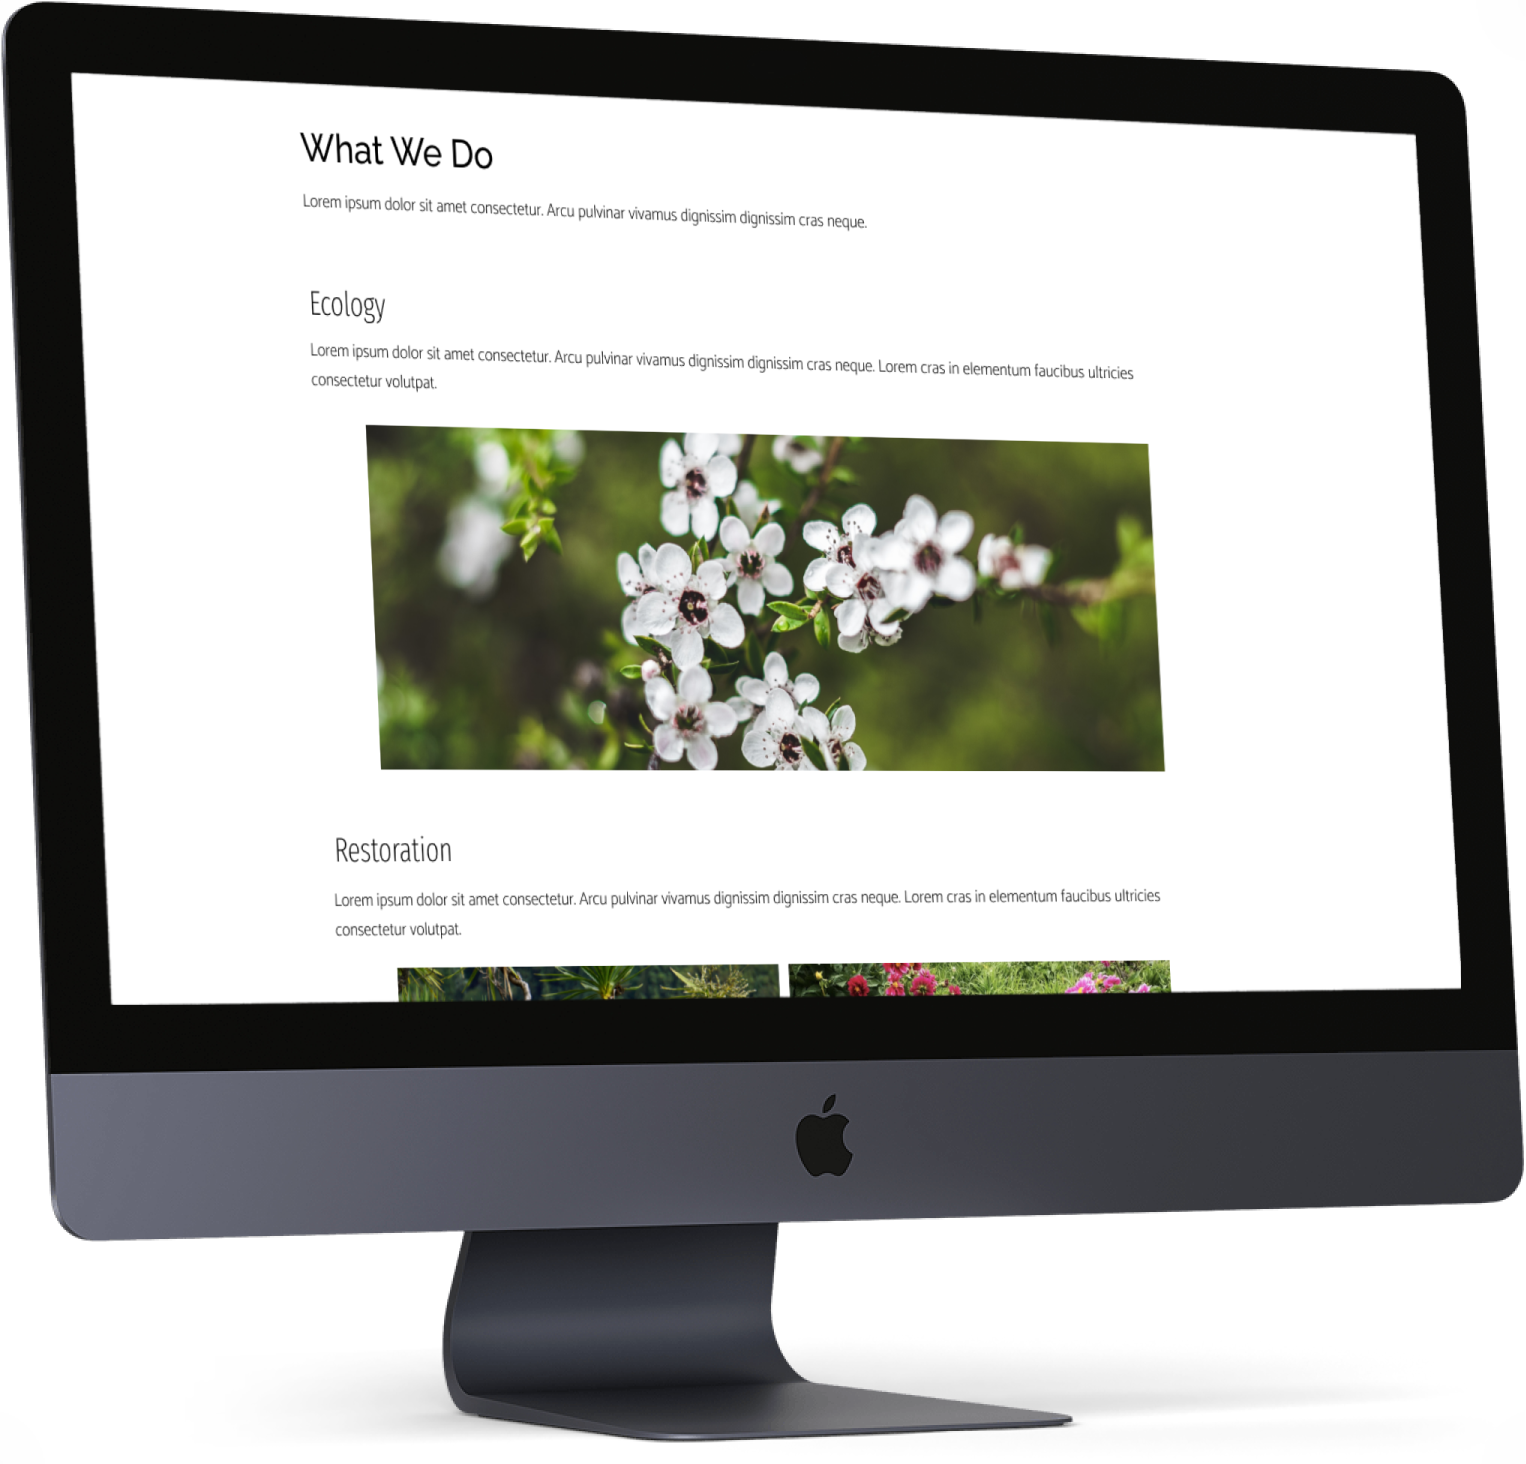 What We Do
Lorem ipsum dolor sit amet consectetur. Arcu pulvinar vivamus dignissim dignissim cras neque.
Ecology
Lorem ipsum dolor sit amet consectetur. Arcu pulvinar vivamus dignissim dignissim cras neque. Lorem cras in elementum faucibus ultricies
consectetur volutpat.
Restoration
Lorem ipsum dolor sit amet consectetur. Arcu pulvinar vivamus dignissim dignissim cras neque. Lorem cras in elementum faucibus ultricies
consectetur volutpat.